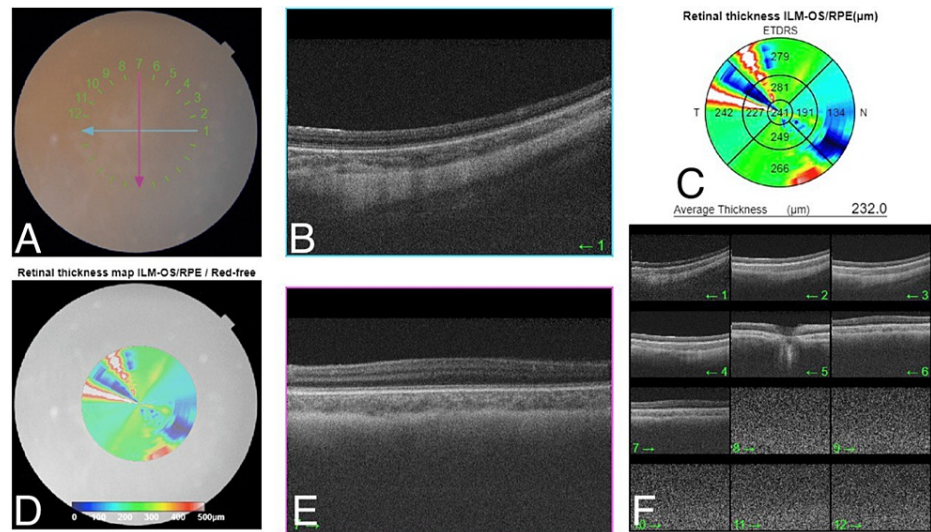 7
8
6
9
5
10
4
11
3
12
2
1
A
B
← 1
Retinal thickness ILM-OS/RPE(μm)
ETDRS
279
281
T
242
227
241
191
134
N
249
266
C
Average Thickness (μm) 232.0
Retinal thickness map ILM-OS/RPE / Red-free
0 100 200 300 400 500μm
D
E
← 1
← 2
← 3
← 4
← 5
← 6
7 →
8 →
9 →
10 →
11 →
12 →
F